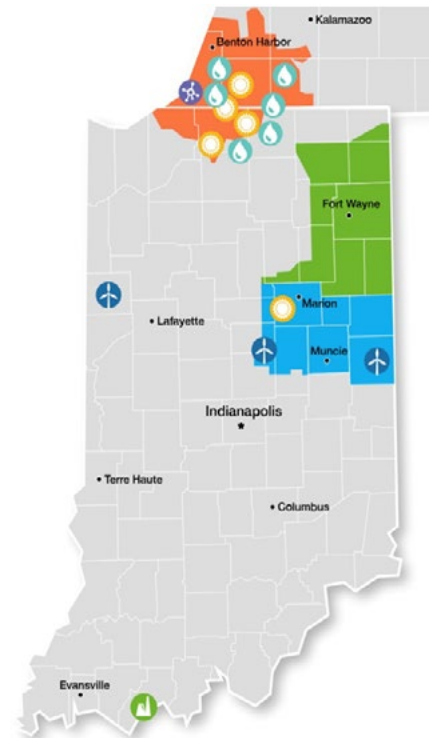 Kalamazoo
Benton Harbor
Fort Wayne
Marion
Lafayette
Muncie
Indianapolis
Terre Haute
Columbus
Evansville